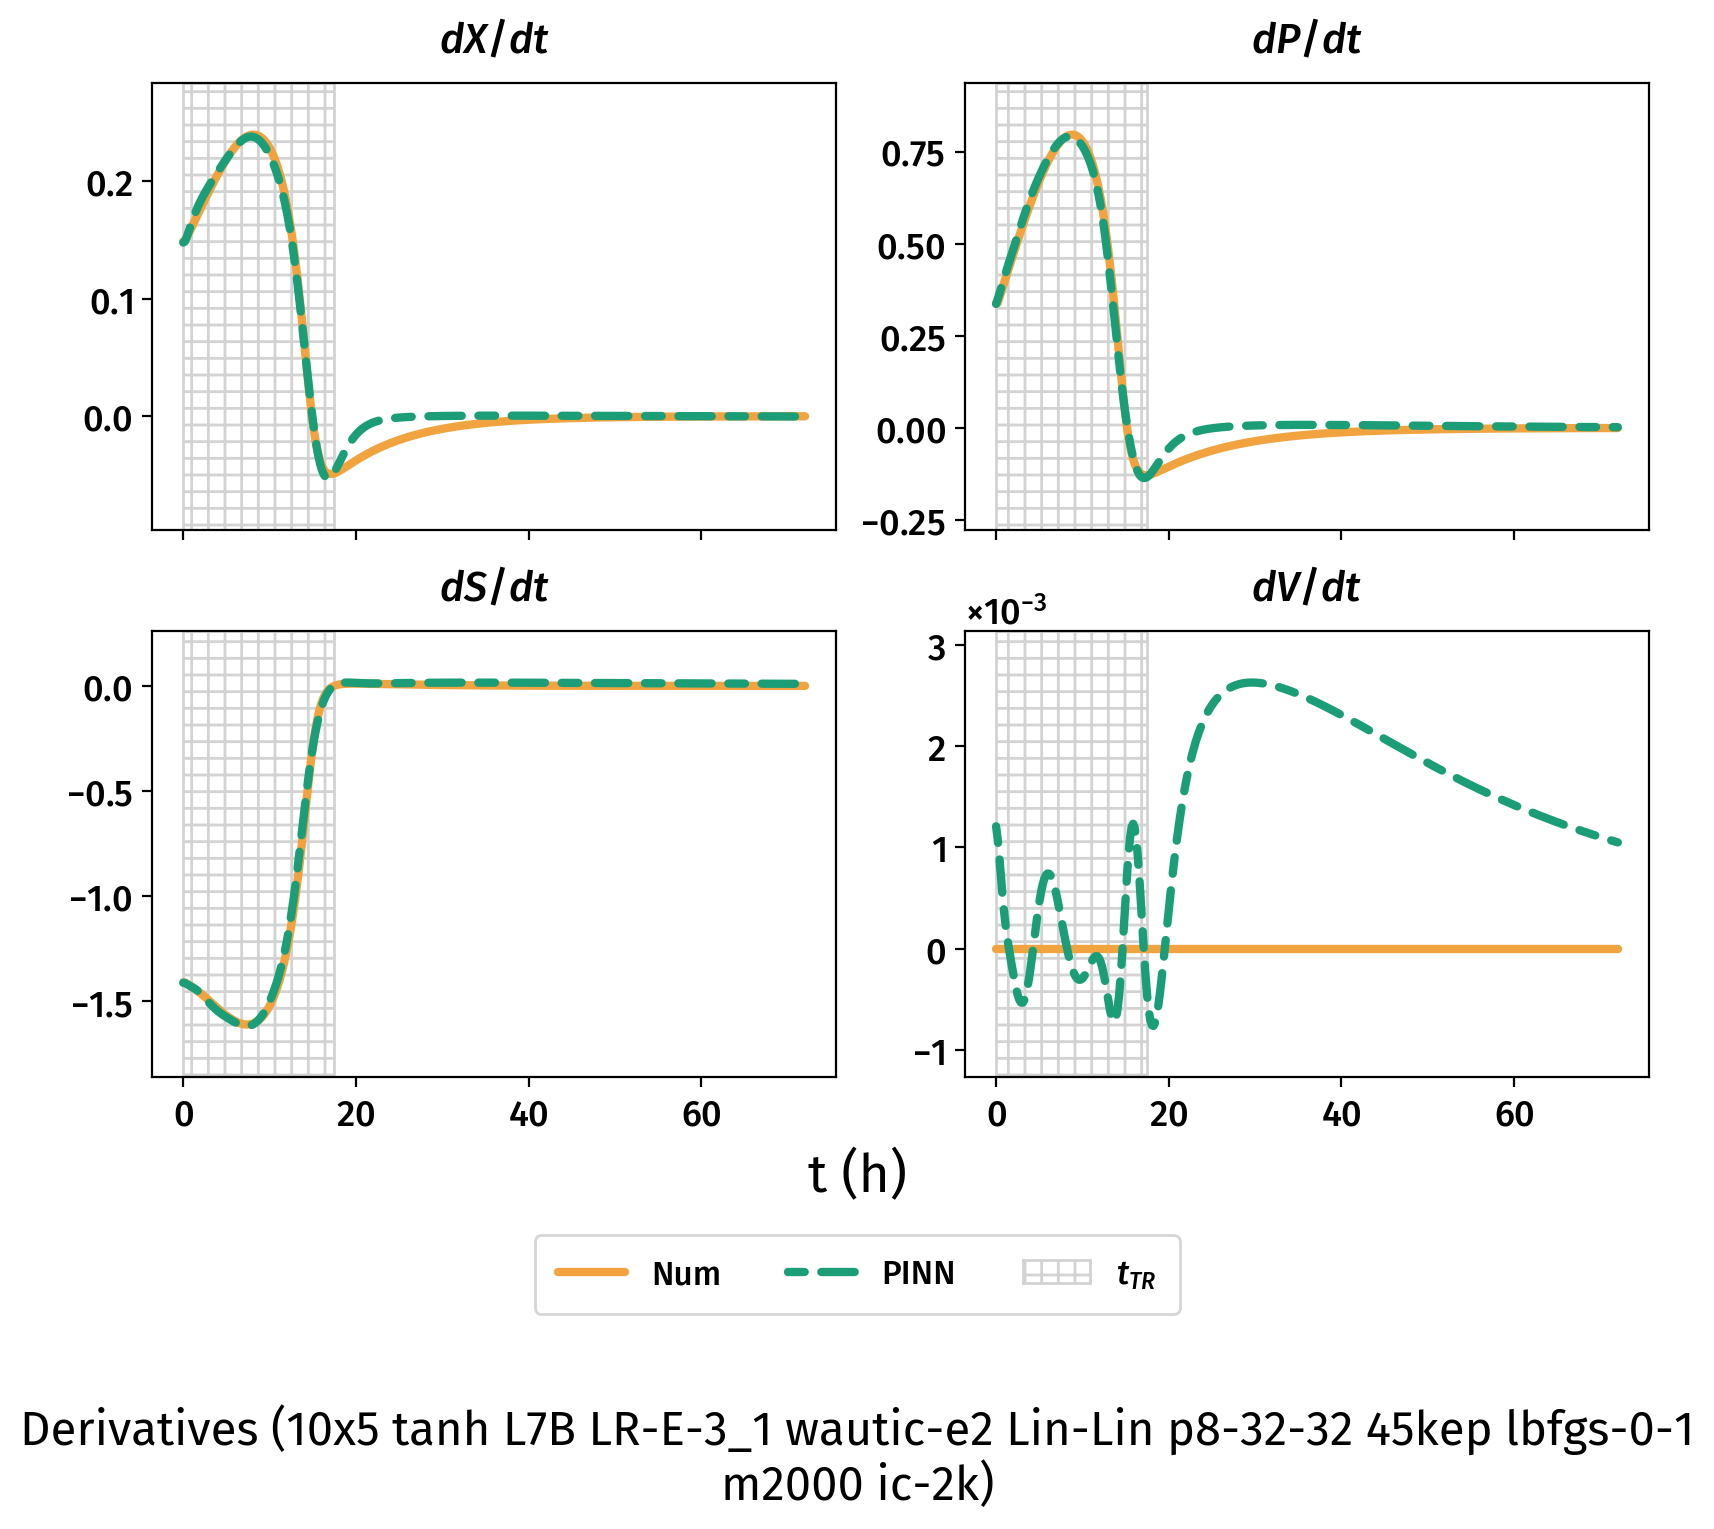 dX/dt
dP/dt
0.2
0.1
0.0
0.75
0.50
0.25
0.00
−0.25
dS/dt
dV/dt
×10⁻³
0.0
−0.5
−1.0
−1.5
3
2
1
0
−1
0 20 40 60
0 20 40 60
t (h)
Num PINN t_TR
Derivatives (10x5 tanh L7B LR-E-3_1 wautic-e2 Lin-Lin p8-32-32 45kep lbfgs-0-1
m2000 ic-2k)